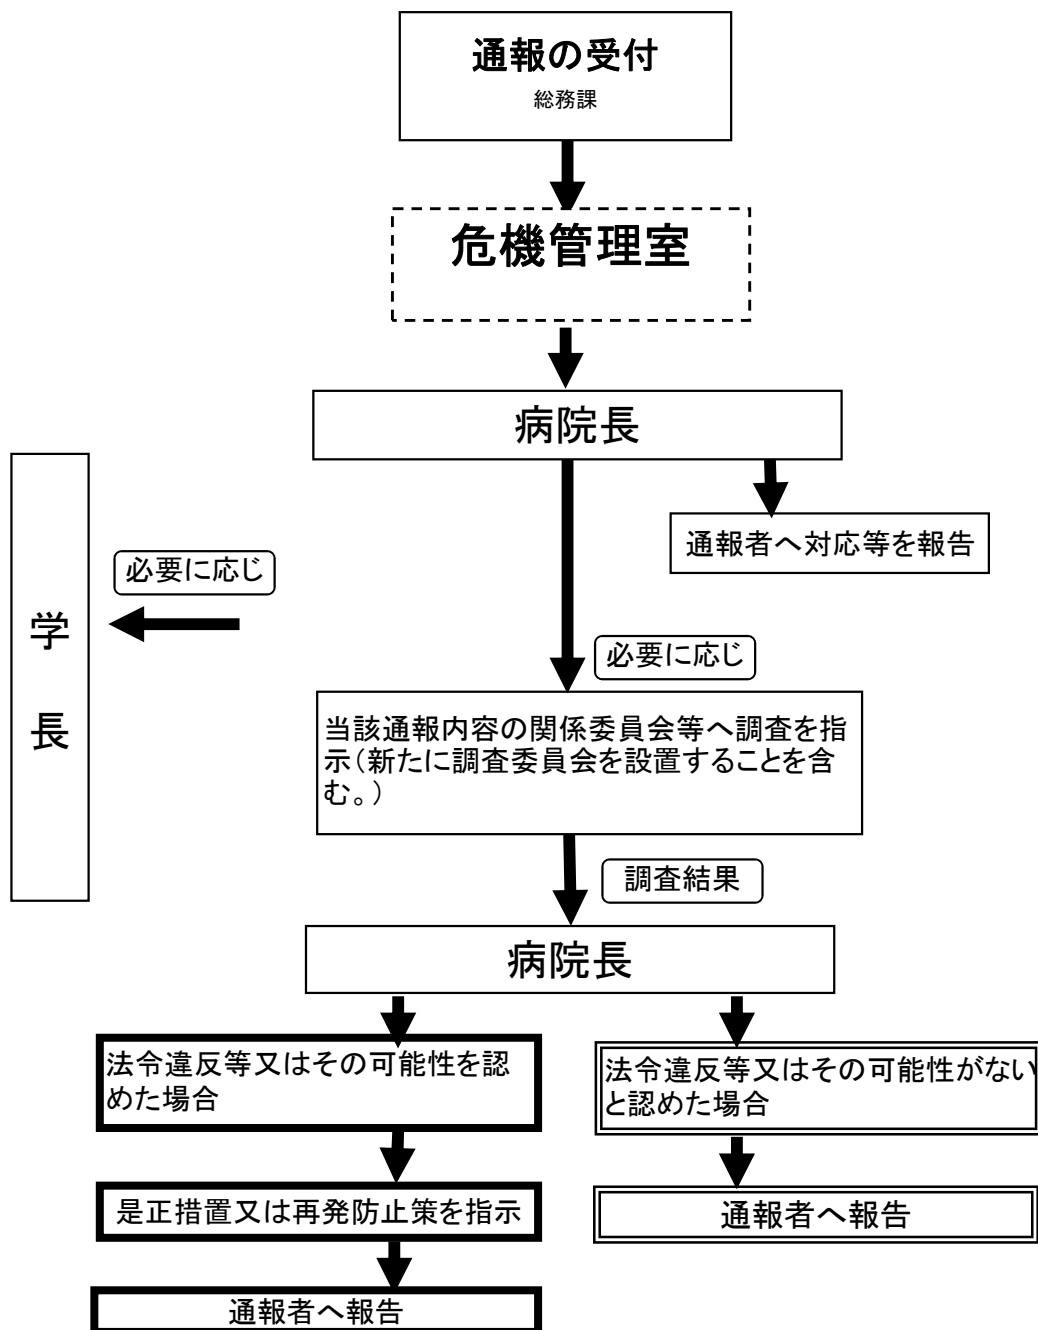 通報の受付
総務課
危機管理室
病院長
通報者へ対応等を報告
必要に応じ
学
長
必要に応じ
当該通報内容の関係委員会等へ調査を指
示（新たに調査委員会を設置することを含
む。）
調査結果
病院長
法令違反等又はその可能性を認
めた場合
法令違反等又はその可能性がない
と認めた場合
是正措置又は再発防止策を指示
通報者へ報告
通報者へ報告